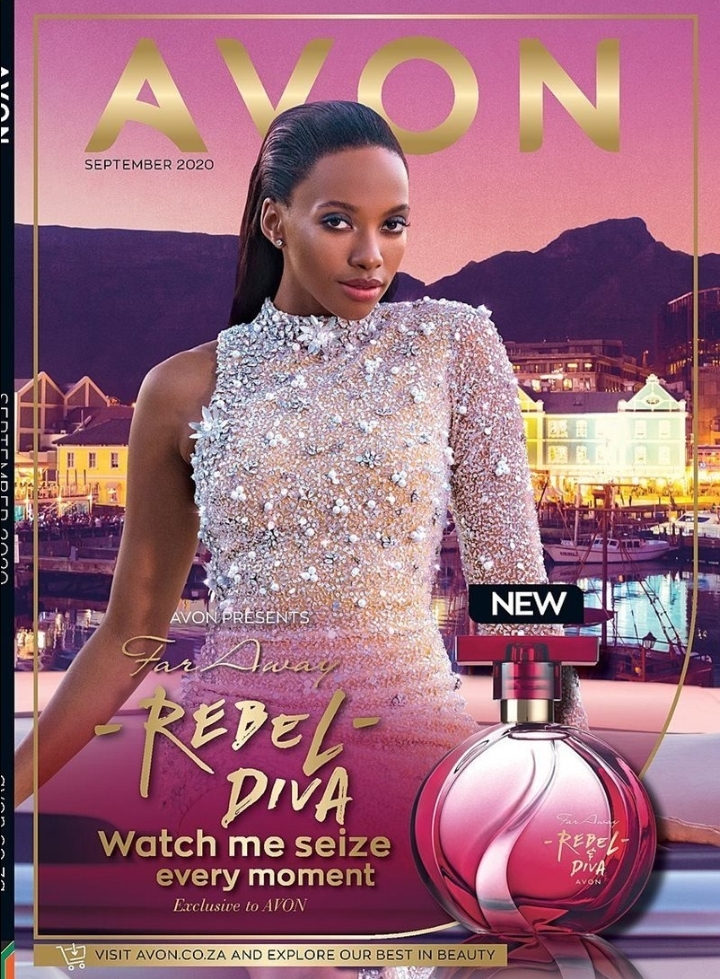 AVON
SEPTEMBER 2020
AVON
SEPTEMBER 2020
NEW
AVON PRESENTS
Far Away
-REBEL-
DIVA
Watch me seize
every moment
Exclusive to AVON
Far Away
-REBEL-
&
DIVA
AVON
VISIT AVON.CO.ZA AND EXPLORE OUR BEST IN BEAUTY